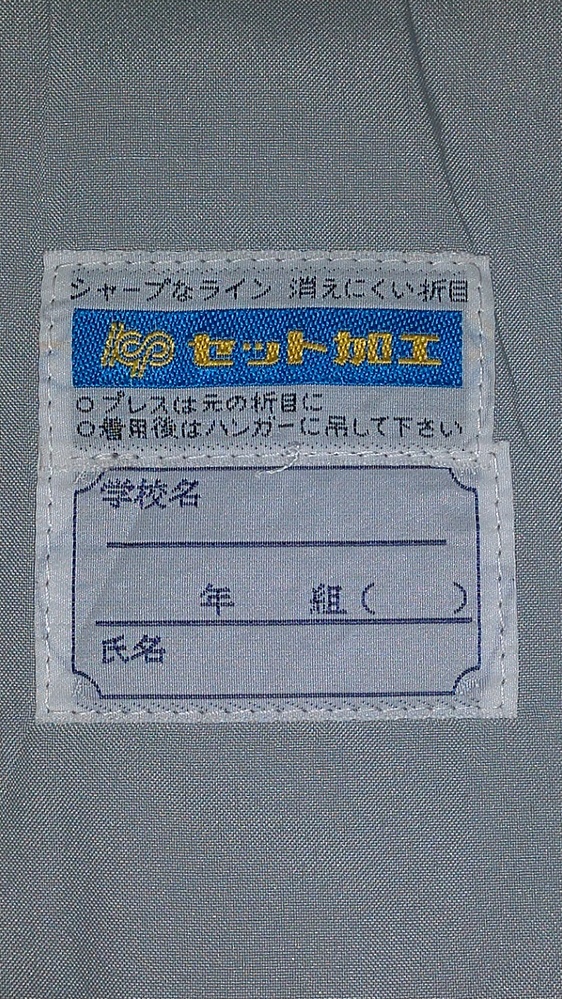 シャープなライン 消えにくい折目
セット加工
○プレスは元の折目に
○着用後はハンガーに吊して下さい
学校名
年 組( )
氏名